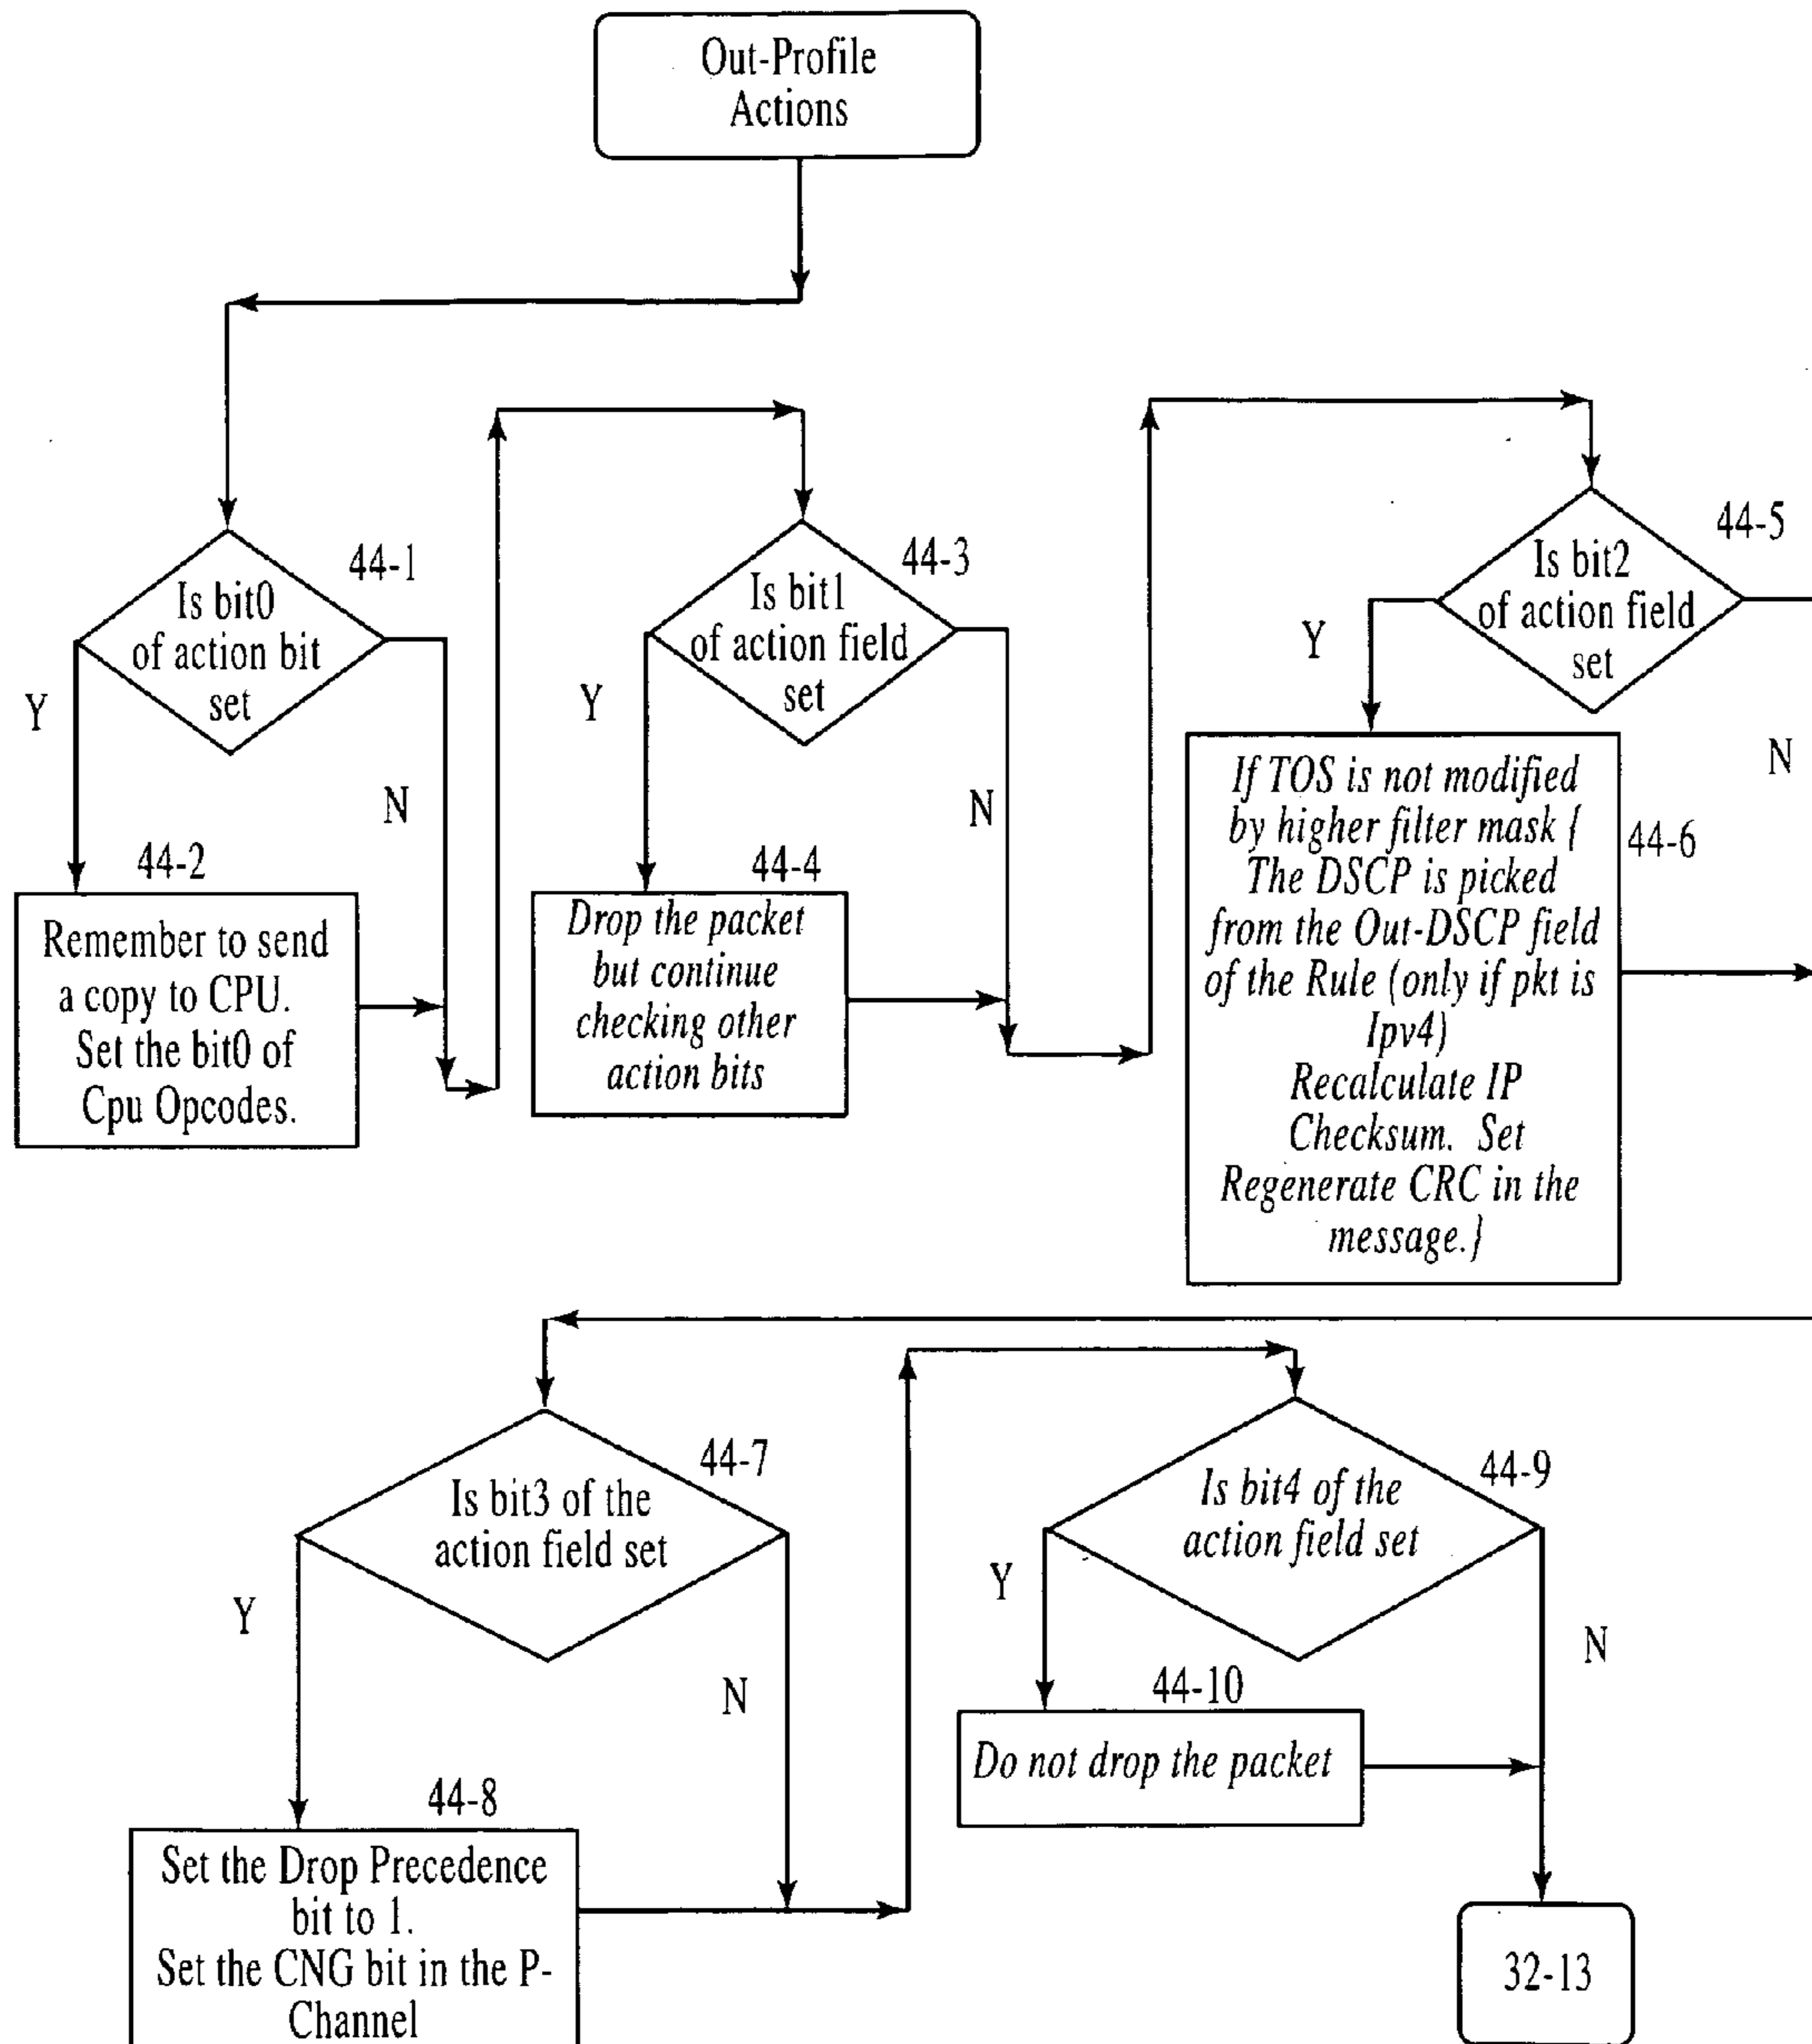 Out-Profile
Actions
44-1
Is bit0
of action bit
set
Y
N
44-2
Remember to send
a copy to CPU.
Set the bit0 of
Cpu Opcodes.
44-3
Is bit1
of action field
set
Y
N
44-4
Drop the packet
but continue
checking other
action bits
44-5
Is bit2
of action field
set
Y
N
44-6
If TOS is not modified
by higher filter mask {
The DSCP is picked
from the Out-DSCP field
of the Rule (only if pkt is
Ipv4)
Recalculate IP
Checksum. Set
Regenerate CRC in the
message.}
44-7
Is bit3 of the
action field set
Y
N
44-8
Set the Drop Precedence
bit to 1.
Set the CNG bit in the P-
Channel
44-9
Is bit4 of the
action field set
Y
N
44-10
Do not drop the packet
32-13